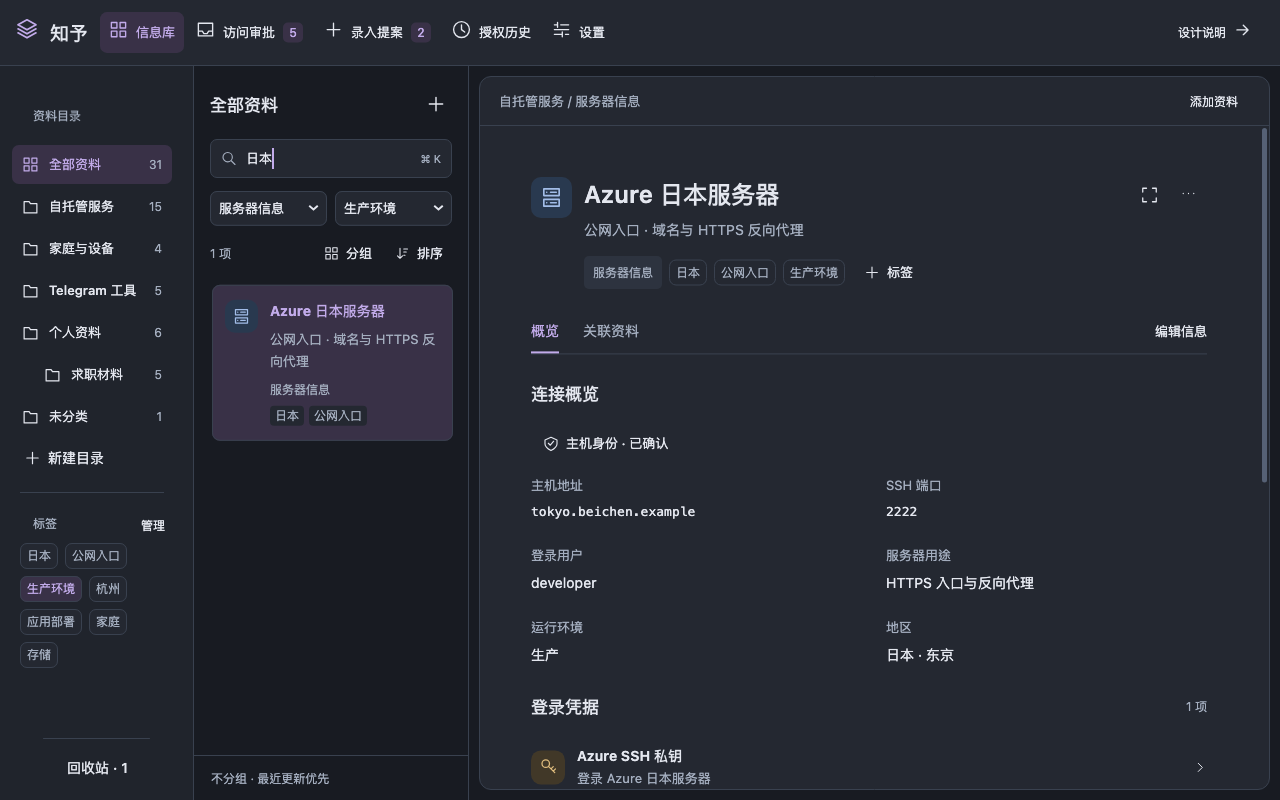 知予
信息库
访问审批 5
录入提案 2
授权历史
设置
设计说明
资料目录
全部资料 31
自托管服务 15
家庭与设备 4
Telegram 工具 5
个人资料 6
求职材料 5
未分类 1
新建目录
标签 管理
日本 公网入口
生产环境 杭州
应用部署 家庭
存储
回收站 · 1
全部资料
日本 ⌘ K
服务器信息 生产环境
1 项 分组 排序
Azure 日本服务器
公网入口 · 域名与 HTTPS 反
向代理
服务器信息
日本 公网入口
不分组 · 最近更新优先
自托管服务 / 服务器信息 添加资料
Azure 日本服务器 ···
公网入口 · 域名与 HTTPS 反向代理
服务器信息 日本 公网入口 生产环境 标签
概览 关联资料 编辑信息
连接概览
主机身份 · 已确认
主机地址 SSH 端口
tokyo.beichen.example 2222
登录用户 服务器用途
developer HTTPS 入口与反向代理
运行环境 地区
生产 日本 · 东京
登录凭据 1 项
Azure SSH 私钥
登录 Azure 日本服务器